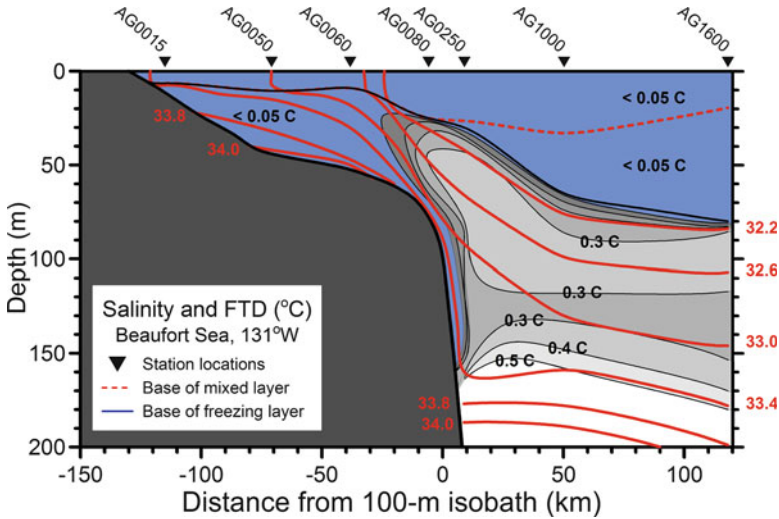 AG0015
AG0050
AG0060
AG0080
AG0250
AG1000
AG1600
0
50
100
150
200
Depth (m)
< 0.05 C
< 0.05 C
< 0.05 C
33.8
34.0
0.3 C
0.3 C
0.3 C
0.4 C
0.5 C
32.2
32.6
33.0
33.4
33.8
34.0
Salinity and FTD (°C)
Beaufort Sea, 131°W
Station locations
Base of mixed layer
Base of freezing layer
-150 -100 -50 0 50 100
Distance from 100-m isobath (km)